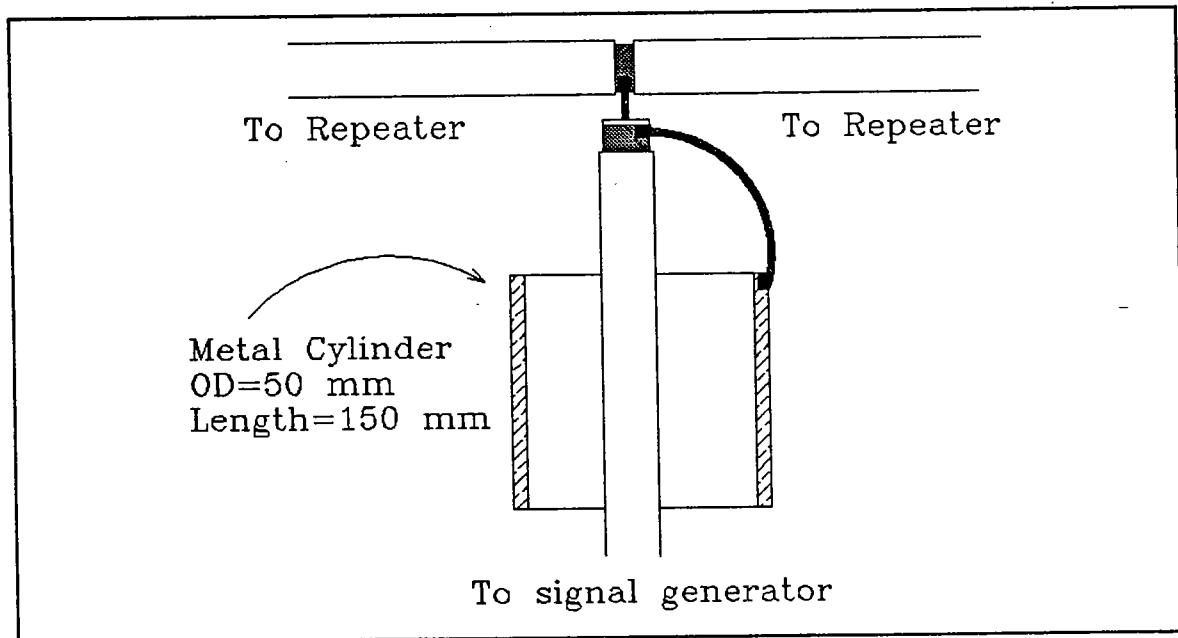 To Repeater
To Repeater
Metal Cylinder
OD=50 mm
Length=150 mm
To signal generator